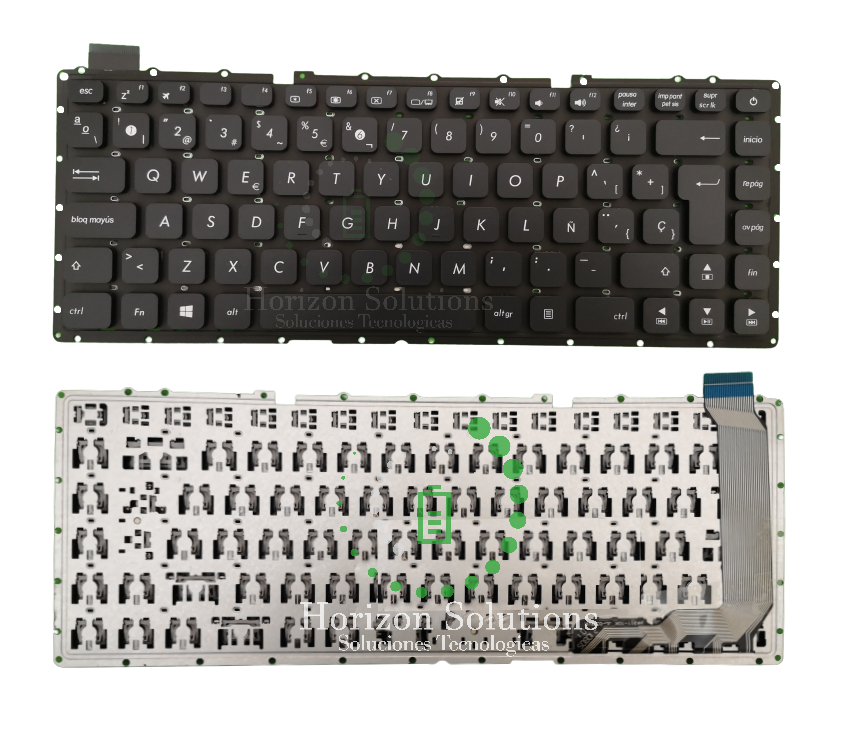 esc z² f1 f2 f3 f4 f5 f6 f7 f8 f9 f10 f11 f12 pausa inter imp pant pet sis supr scr lk
a o \ ! 1 | " 2 @ · 3 # $ 4 ~ % 5 € & 6 ¬ / 7 ( 8 ) 9 = 0 ? ' ¿ ¡ inicio
Q W E € R T Y U I O P ^ ` [ * + ] re pág
bloq mayús A S D F G H J K L Ñ ¨ ´ { Ç } av pág
> < Z X C V B N M ; , : . _ - fin
ctrl Fn alt alt gr ctrl
Horizon Solutions
Soluciones Tecnologicas
Horizon Solutions
Soluciones Tecnologicas